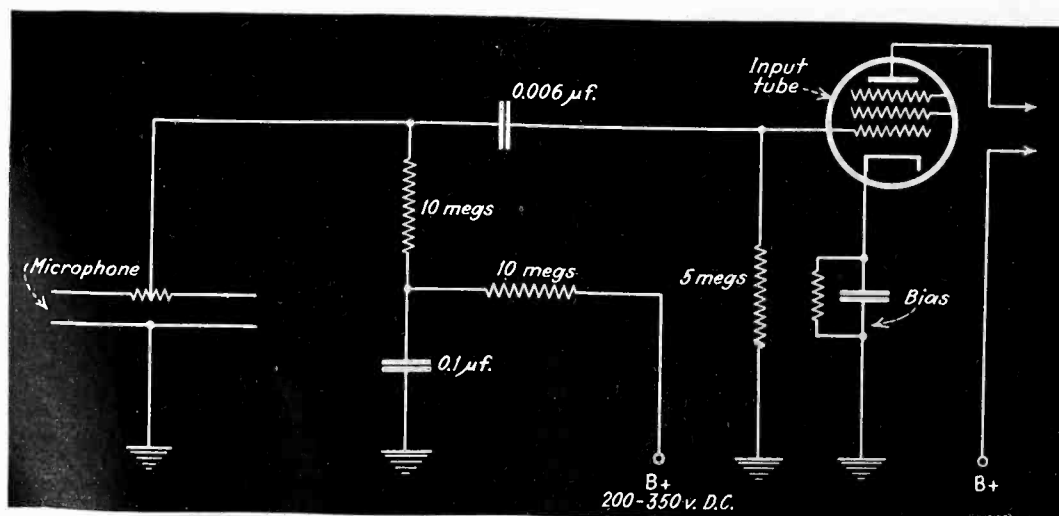 Input
tube
0.006 µf.
10 megs
Microphone
10 megs
5 megs
Bias
0.1 µf.
B+
200-350 v. D.C.
B+